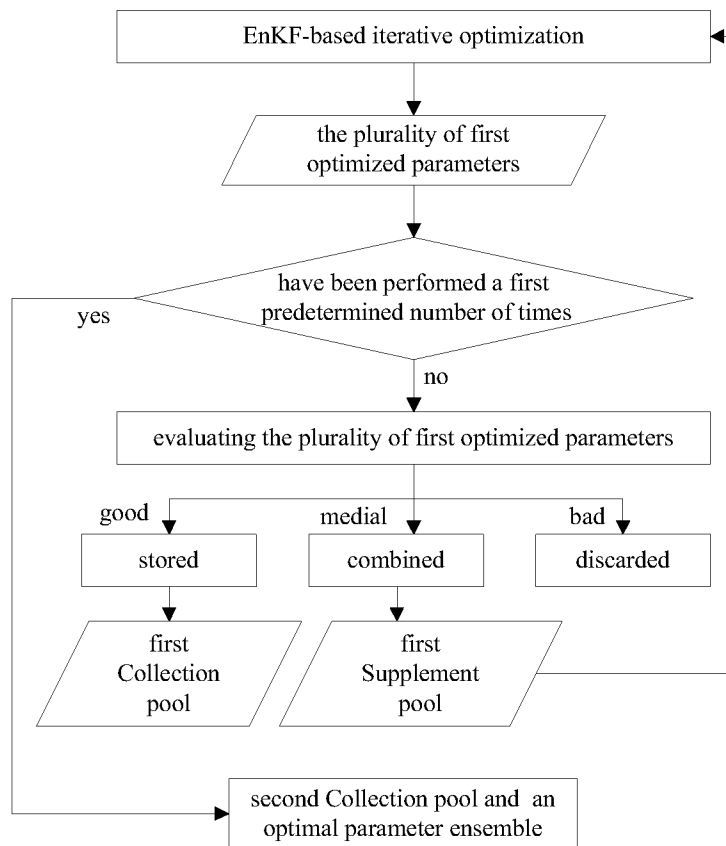 EnKF-based iterative optimization
the plurality of first
optimized parameters
have been performed a first
predetermined number of times
yes
no
evaluating the plurality of first optimized parameters
good
medial
bad
stored
combined
discarded
first
Collection
pool
first
Supplement
pool
second Collection pool and an
optimal parameter ensemble